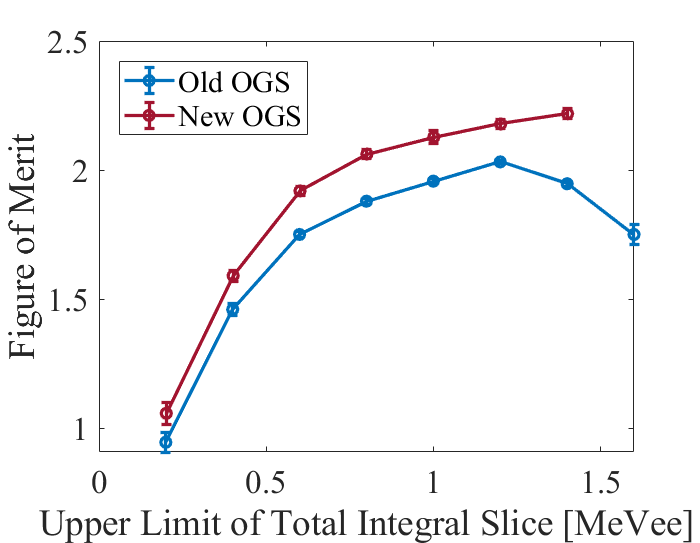 2.5
Old OGS
New OGS
2
1.5
1
Figure of Merit
0
0.5
1
1.5
Upper Limit of Total Integral Slice [MeVee]